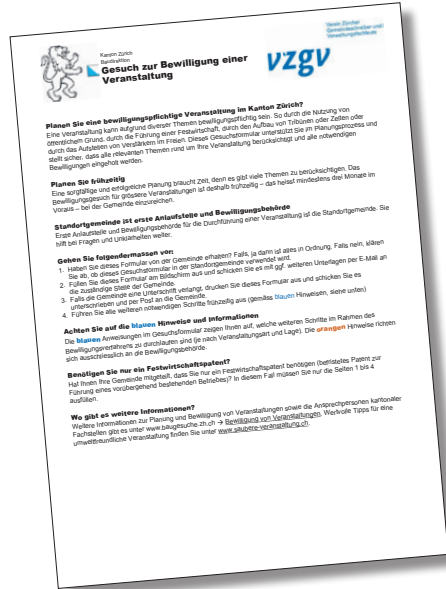 Kanton Zürich
Baudirektion
Gesuch zur Bewilligung einer
Veranstaltung
Verein Zürcher
Gemeindeschreiber und
Verwaltungsfachleute
vzgv
Planen Sie eine bewilligungspflichtige Veranstaltung im Kanton Zürich?
Eine Veranstaltung kann aufgrund diverser Themen bewilligungspflichtig sein. So durch die Nutzung von
öffentlichem Grund, durch die Führung einer Festwirtschaft, durch den Aufbau von Tribünen oder Zelten oder
durch das Aufstellen von Verstärkern im Freien. Dieses Gesuchsformular unterstützt Sie im Planungsprozess und
stellt sicher, dass alle relevanten Themen rund um Ihre Veranstaltung berücksichtigt und alle notwendigen
Bewilligungen eingeholt werden.
Planen Sie frühzeitig
Eine sorgfältige und erfolgreiche Planung braucht Zeit, denn es gibt viele Themen zu berücksichtigen. Das
Bewilligungsgesuch für grössere Veranstaltungen ist deshalb frühzeitig – das heisst mindestens drei Monate im
Voraus – bei der Gemeinde einzureichen.
Standortgemeinde ist erste Anlaufstelle und Bewilligungsbehörde
Erste Anlaufstelle und Bewilligungsbehörde für die Durchführung einer Veranstaltung ist die Standortgemeinde. Sie
hilft bei Fragen und Unklarheiten weiter.
Gehen Sie folgendermassen vor:
1. Haben Sie dieses Formular von der Gemeinde erhalten? Falls, ja dann ist alles in Ordnung. Falls nein, klären
Sie ab, ob dieses Gesuchsformular in der Standortgemeinde verwendet wird.
2. Füllen Sie dieses Formular am Bildschirm aus und schicken Sie es mit ggf. weiteren Unterlagen per E-Mail an
die zuständige Stelle der Gemeinde.
3. Falls die Gemeinde eine Unterschrift verlangt, drucken Sie dieses Formular aus und schicken Sie es
unterschrieben und per Post an die Gemeinde.
4. Führen Sie alle weiteren notwendigen Schritte frühzeitig aus (gemäss blauen Hinweisen, siehe unten)
Achten Sie auf die blauen Hinweise und Informationen
Die blauen Anweisungen im Gesuchsformular zeigen Ihnen auf, welche weiteren Schritte im Rahmen des
Bewilligungsverfahrens zu durchlaufen sind (je nach Veranstaltungsart und Lage). Die orangen Hinweise richten
sich ausschliesslich an die Bewilligungsbehörde.
Benötigen Sie nur ein Festwirtschaftspatent?
Hat Ihnen Ihre Gemeinde mitgeteilt, dass Sie nur ein Festwirtschaftspatent benötigen (befristetes Patent zur
Führung eines vorübergehend bestehenden Betriebes)? In diesem Fall müssen Sie nur die Seiten 1 bis 4
ausfüllen.
Wo gibt es weitere Informationen?
Weitere Informationen zur Planung und Bewilligung von Veranstaltungen sowie die Ansprechpersonen kantonaler
Fachstellen gibt es unter www.baugesuche.zh.ch → Bewilligung von Veranstaltungen. Wertvolle Tipps für eine
umweltfreundliche Veranstaltung finden Sie unter www.saubere-veranstaltung.ch.